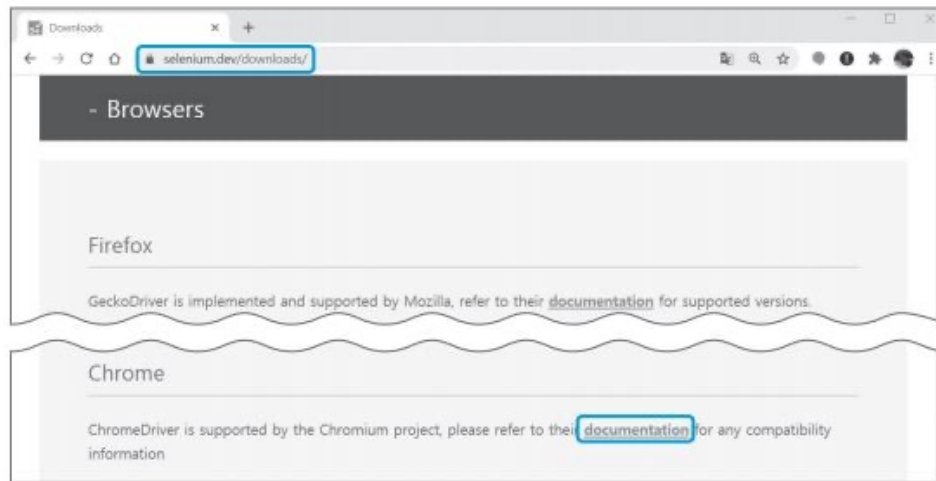 Downloads
selenium.dev/downloads/
- Browsers
Firefox
GeckoDriver is implemented and supported by Mozilla, refer to their documentation for supported versions.
Chrome
ChromeDriver is supported by the Chromium project, please refer to their documentation for any compatibility
information